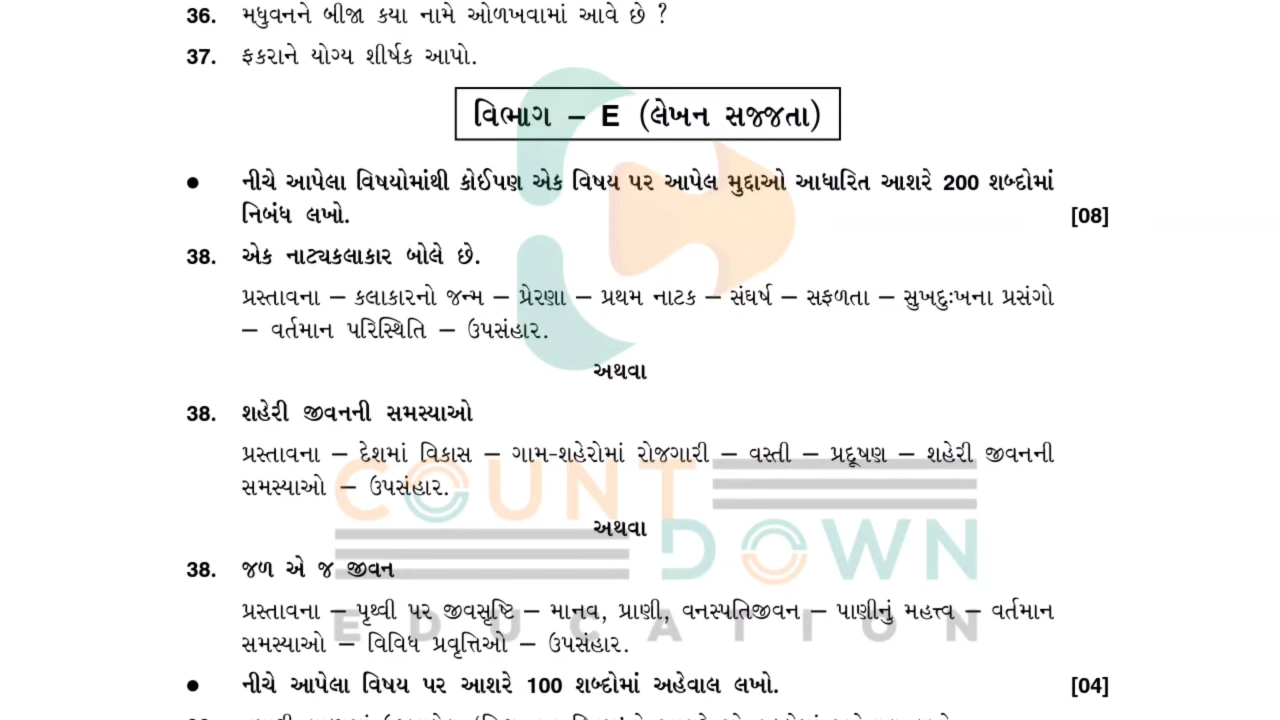 36. મધુવનને બીજા કયા નામે ઓળખવામાં આવે છે ?
37. ફકરાને યોગ્ય શીર્ષક આપો.
વિભાગ – E (લેખન સજ્જતા)
● નીચે આપેલા વિષયોમાંથી કોઈપણ એક વિષય પર આપેલ મુદ્દાઓ આધારિત આશરે 200 શબ્દોમાં
નિબંધ લખો. [08]
38. એક નાટ્યકલાકાર બોલે છે.
પ્રસ્તાવના – કલાકારનો જન્મ – પ્રેરણા – પ્રથમ નાટક – સંઘર્ષ – સફળતા – સુખદુઃખના પ્રસંગો
– વર્તમાન પરિસ્થિતિ – ઉપસંહાર.
અથવા
38. શહેરી જીવનની સમસ્યાઓ
પ્રસ્તાવના – દેશમાં વિકાસ – ગામ-શહેરોમાં રોજગારી – વસ્તી – પ્રદૂષણ – શહેરી જીવનની
સમસ્યાઓ – ઉપસંહાર.
અથવા
38. જળ એ જ જીવન
પ્રસ્તાવના – પૃથ્વી પર જીવસૃષ્ટિ – માનવ, પ્રાણી, વનસ્પતિજીવન – પાણીનું મહત્ત્વ – વર્તમાન
સમસ્યાઓ – વિવિધ પ્રવૃત્તિઓ – ઉપસંહાર.
● નીચે આપેલા વિષય પર આશરે 100 શબ્દોમાં અહેવાલ લખો. [04]
COUNT
DOWN
EDUCATION